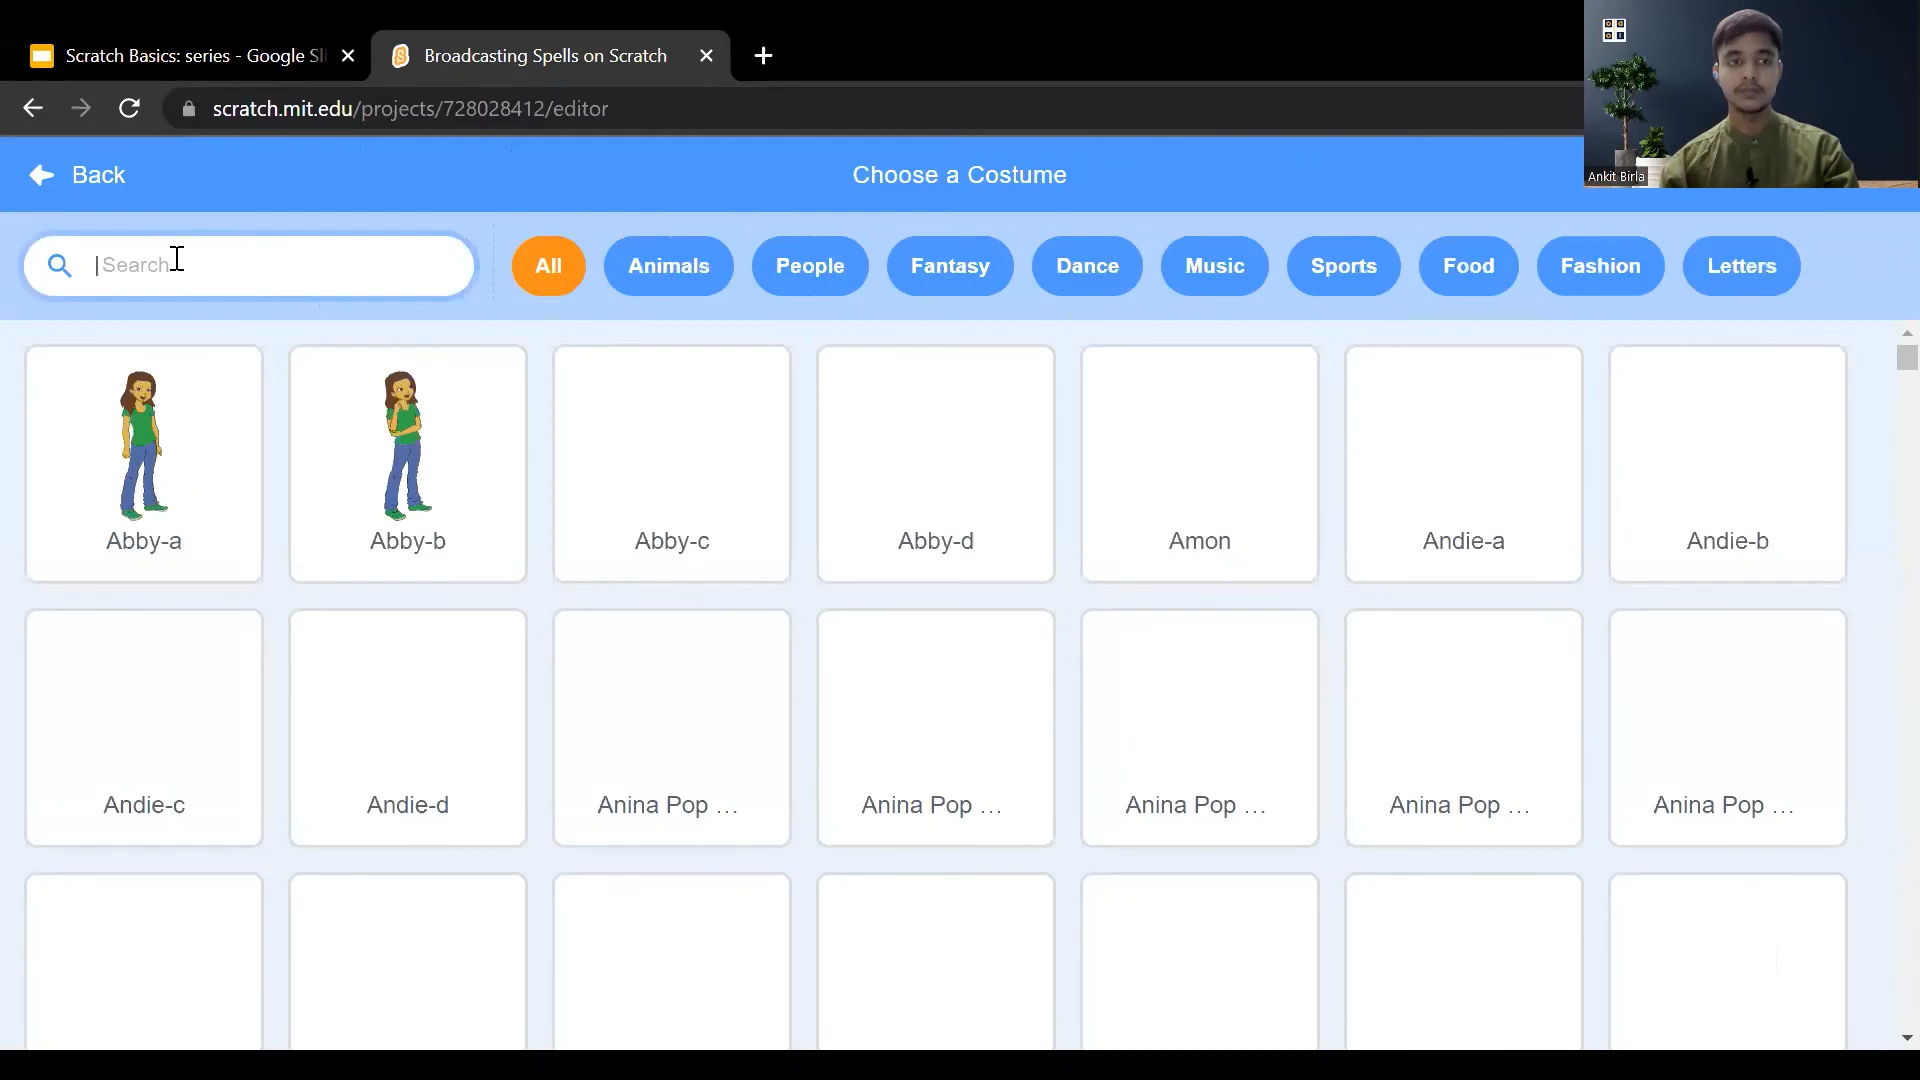 Scratch Basics: series - Google Sli
Broadcasting Spells on Scratch
scratch.mit.edu/projects/728028412/editor
Ankit Birla
Back
Choose a Costume
Search
All
Animals
People
Fantasy
Dance
Music
Sports
Food
Fashion
Letters
Abby-a
Abby-b
Abby-c
Abby-d
Amon
Andie-a
Andie-b
Andie-c
Andie-d
Anina Pop ...
Anina Pop ...
Anina Pop ...
Anina Pop ...
Anina Pop ...